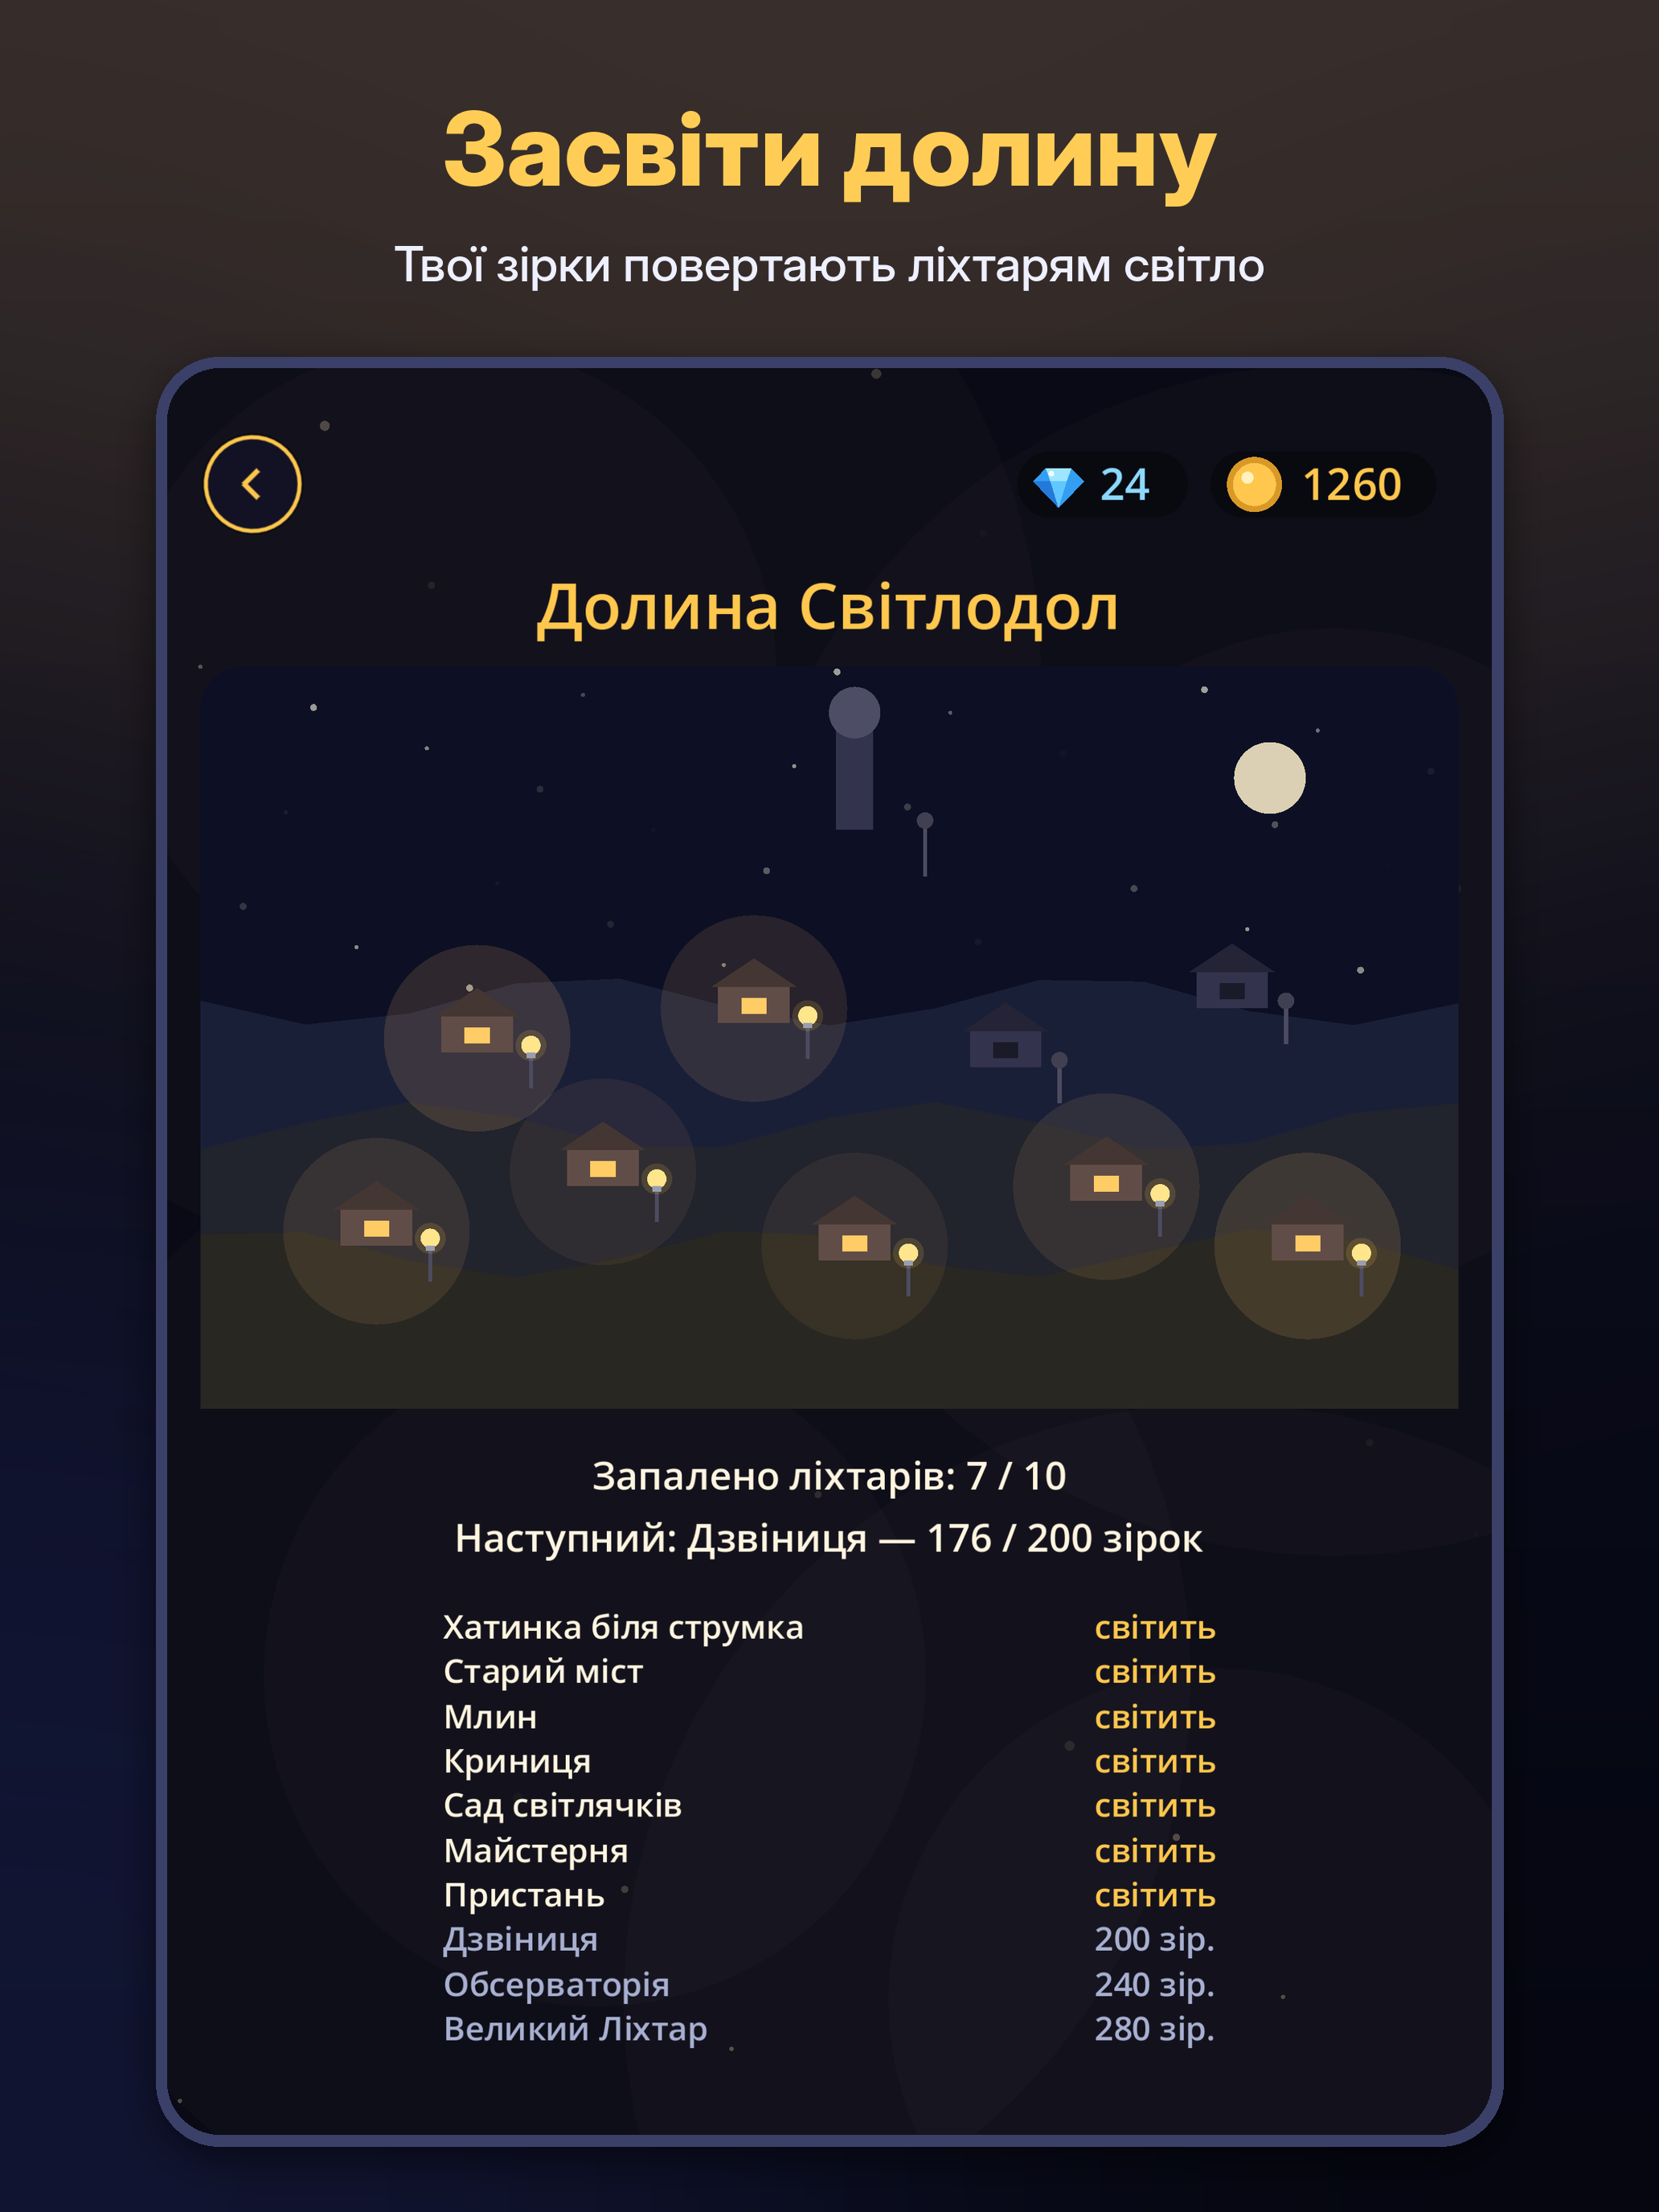 Засвіти долину
Твої зірки повертають ліхтарям світло
24 1260
Долина Світлодол
Запалено ліхтарів: 7 / 10
Наступний: Дзвіниця — 176 / 200 зірок
Хатинка біля струмка світить
Старий міст світить
Млин світить
Криниця світить
Сад світлячків світить
Майстерня світить
Пристань світить
Дзвіниця 200 зір.
Обсерваторія 240 зір.
Великий Ліхтар 280 зір.